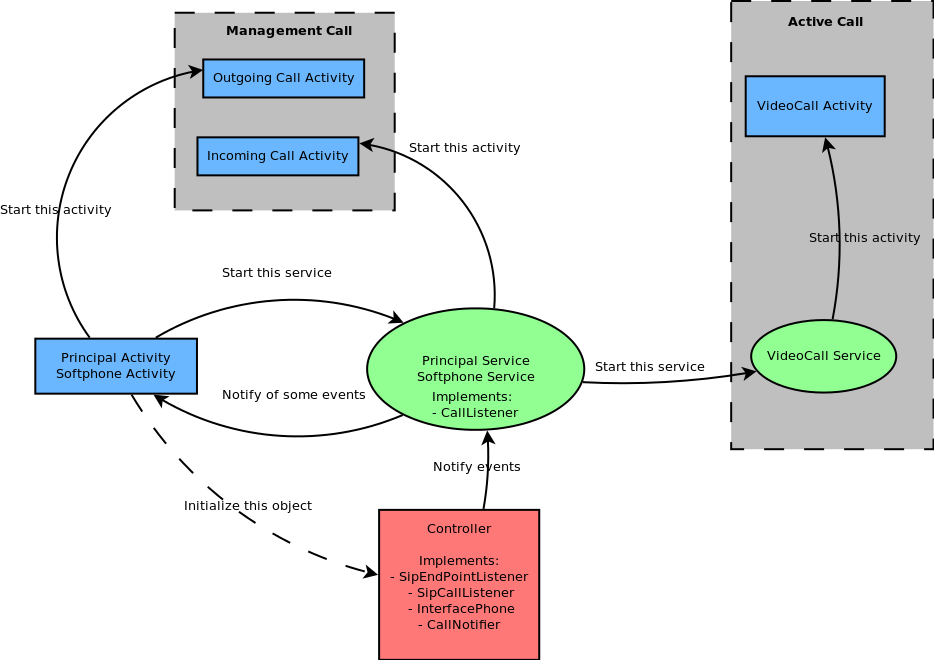 Management Call
Outgoing Call Activity
Incoming Call Activity
Active Call
VideoCall Activity
Start this activity
Start this activity
Start this activity
Start this service
Principal Activity
Softphone Activity
Principal Service
Softphone Service
Implements:
- CallListener
Start this service
VideoCall Service
Notify of some events
Notify events
Initialize this object
Controller
Implements:
- SipEndPointListener
- SipCallListener
- InterfacePhone
- CallNotifier